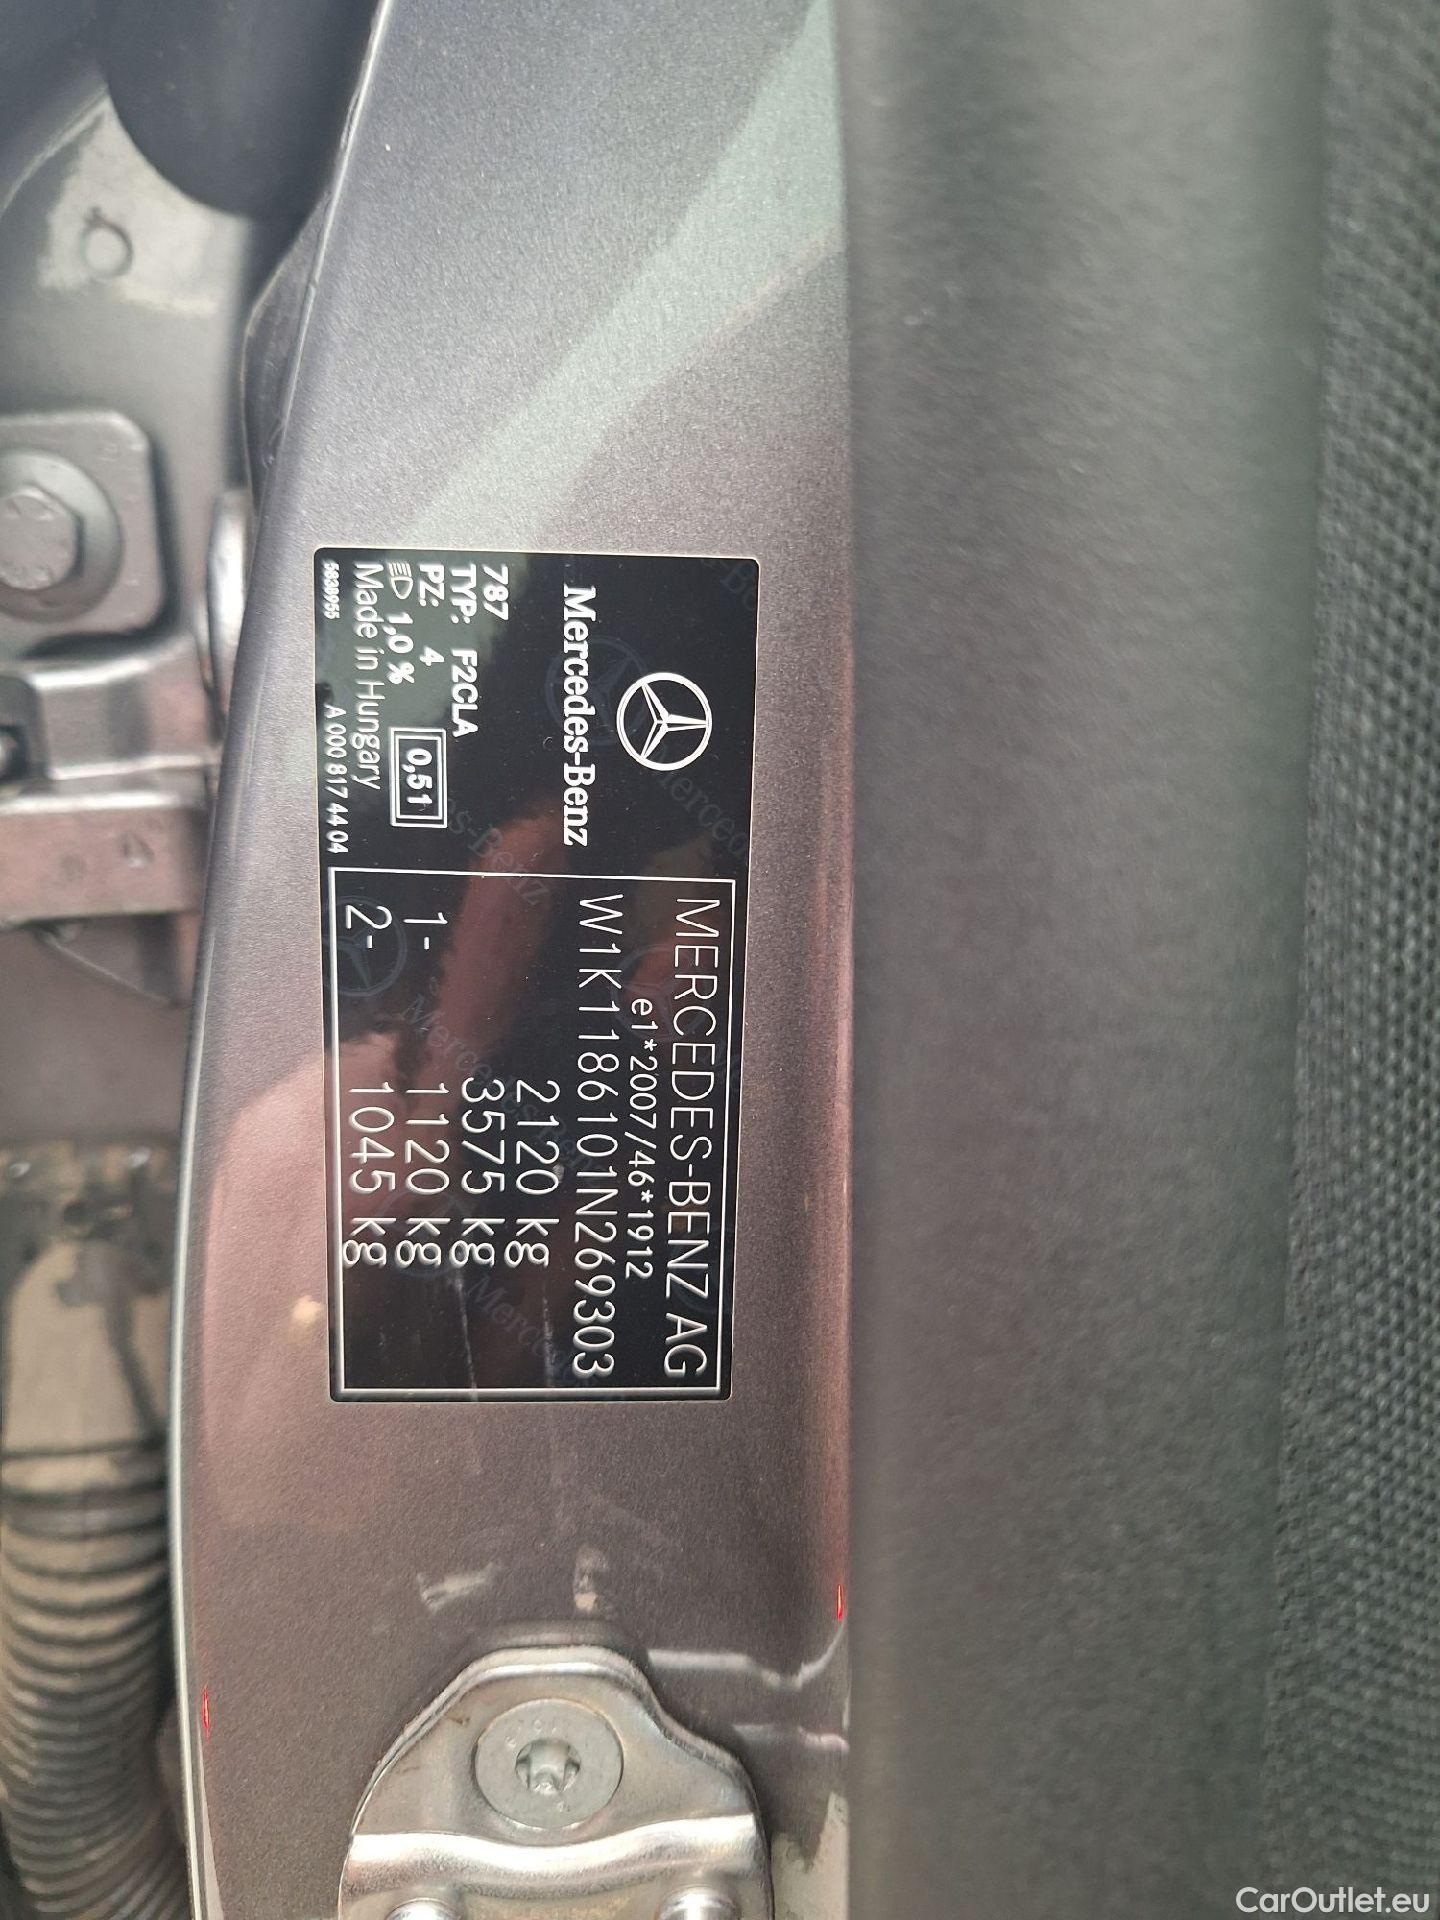 Mercedes-Benz
787
TYP: F2CLA
PZ: 4
1,0 %
0,51
Made in Hungary
5838955 A 000 817 44 04
MERCEDES-BENZ AG
e1*2007/46*1912
W1K1186101N269303
2120 kg
3575 kg
1- 1120 kg
2- 1045 kg
CarOutlet.eu